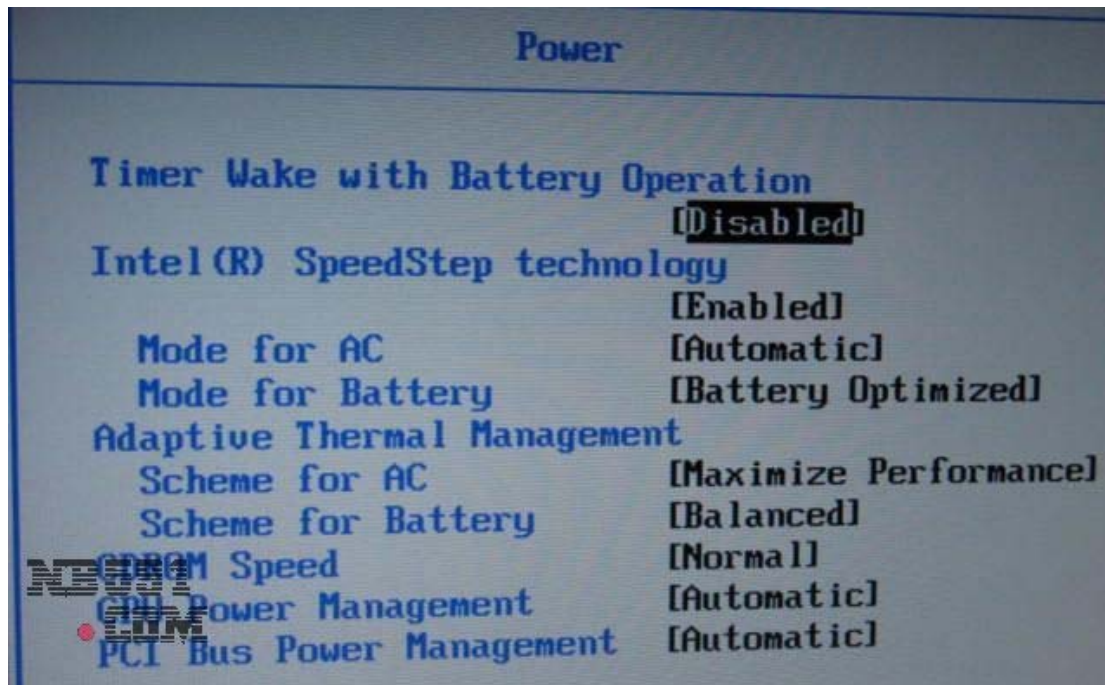 Power
Timer Wake with Battery Operation
[Disabled]
Intel(R) SpeedStep technology
[Enabled]
Mode for AC [Automatic]
Mode for Battery [Battery Optimized]
Adaptive Thermal Management
Scheme for AC [Maximize Performance]
Scheme for Battery [Balanced]
CDROM Speed [Normal]
CPU Power Management [Automatic]
PCI Bus Power Management [Automatic]